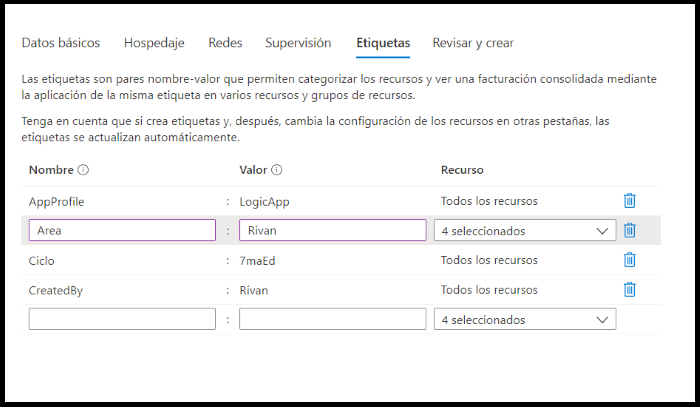 Datos básicos Hospedaje Redes Supervisión Etiquetas Revisar y crear
Las etiquetas son pares nombre-valor que permiten categorizar los recursos y ver una facturación consolidada mediante
la aplicación de la misma etiqueta en varios recursos y grupos de recursos.
Tenga en cuenta que si crea etiquetas y, después, cambia la configuración de los recursos en otras pestañas, las
etiquetas se actualizan automáticamente.
Nombre Valor Recurso
AppProfile : LogicApp Todos los recursos
Area : Rivan 4 seleccionados
Ciclo : 7maEd Todos los recursos
CreatedBy : Rivan Todos los recursos
: 4 seleccionados